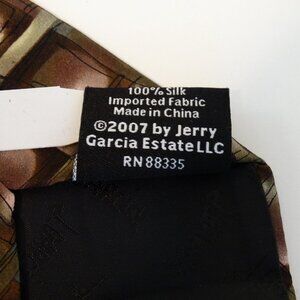 100% Silk
Imported Fabric
Made in China
©2007 by Jerry
Garcia Estate LLC
RN 88335